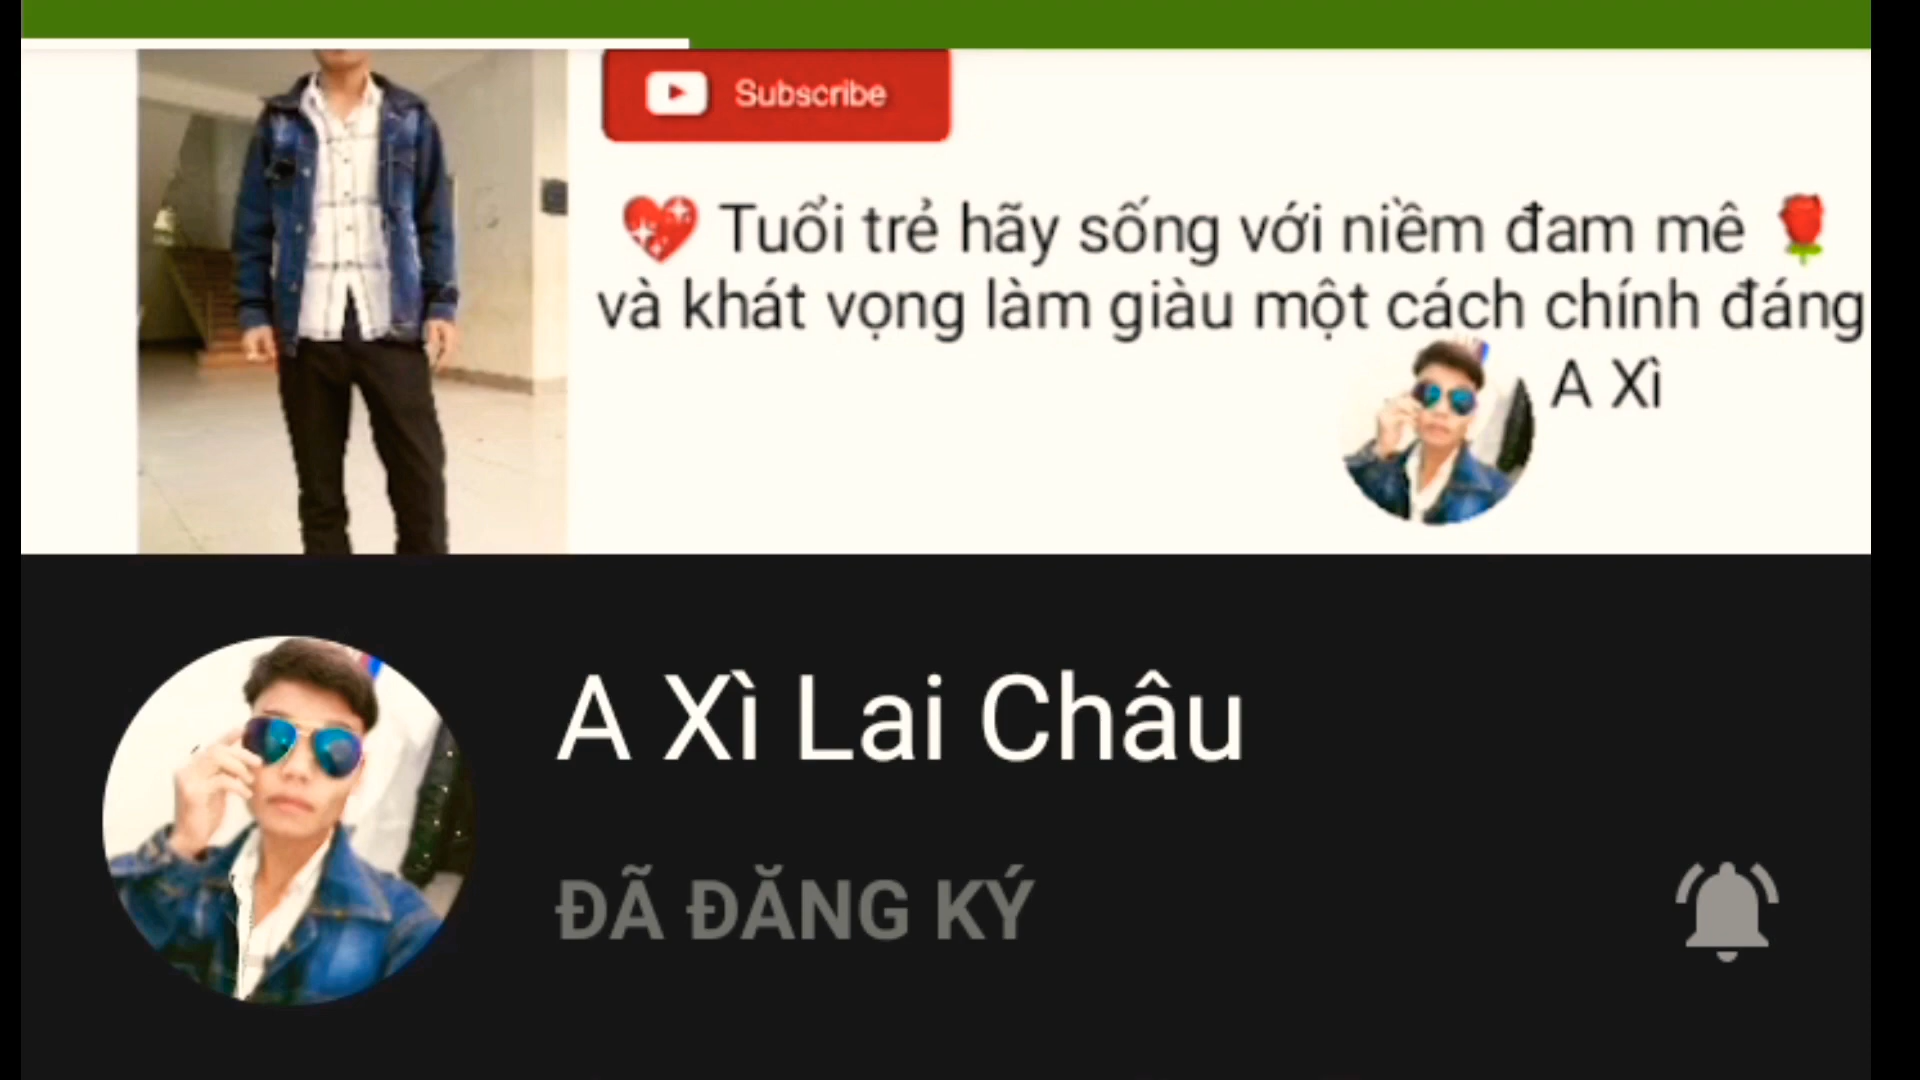 Subscribe
💖 Tuổi trẻ hãy sống với niềm đam mê 🌹
và khát vọng làm giàu một cách chính đáng
A Xì
A Xì Lai Châu
ĐÃ ĐĂNG KÝ